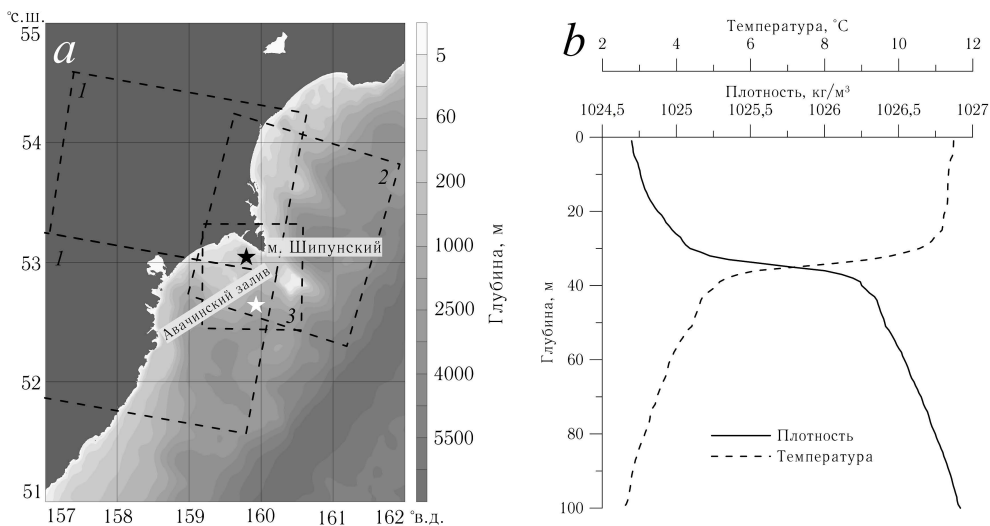 °с.ш.
55
54
53
52
51
157 158 159 160 161 162 °в.д.
a
1
1
2
3
м. Шипунский
Авачинский залив
5
60
200
1000
2500
4000
5500
Глубина, м
b
Температура, °С
2 4 6 8 10 12
Плотность, кг/м³
1024,5 1025 1025,5 1026 1026,5 1027
0
20
40
60
80
100
Глубина, м
Плотность
Температура